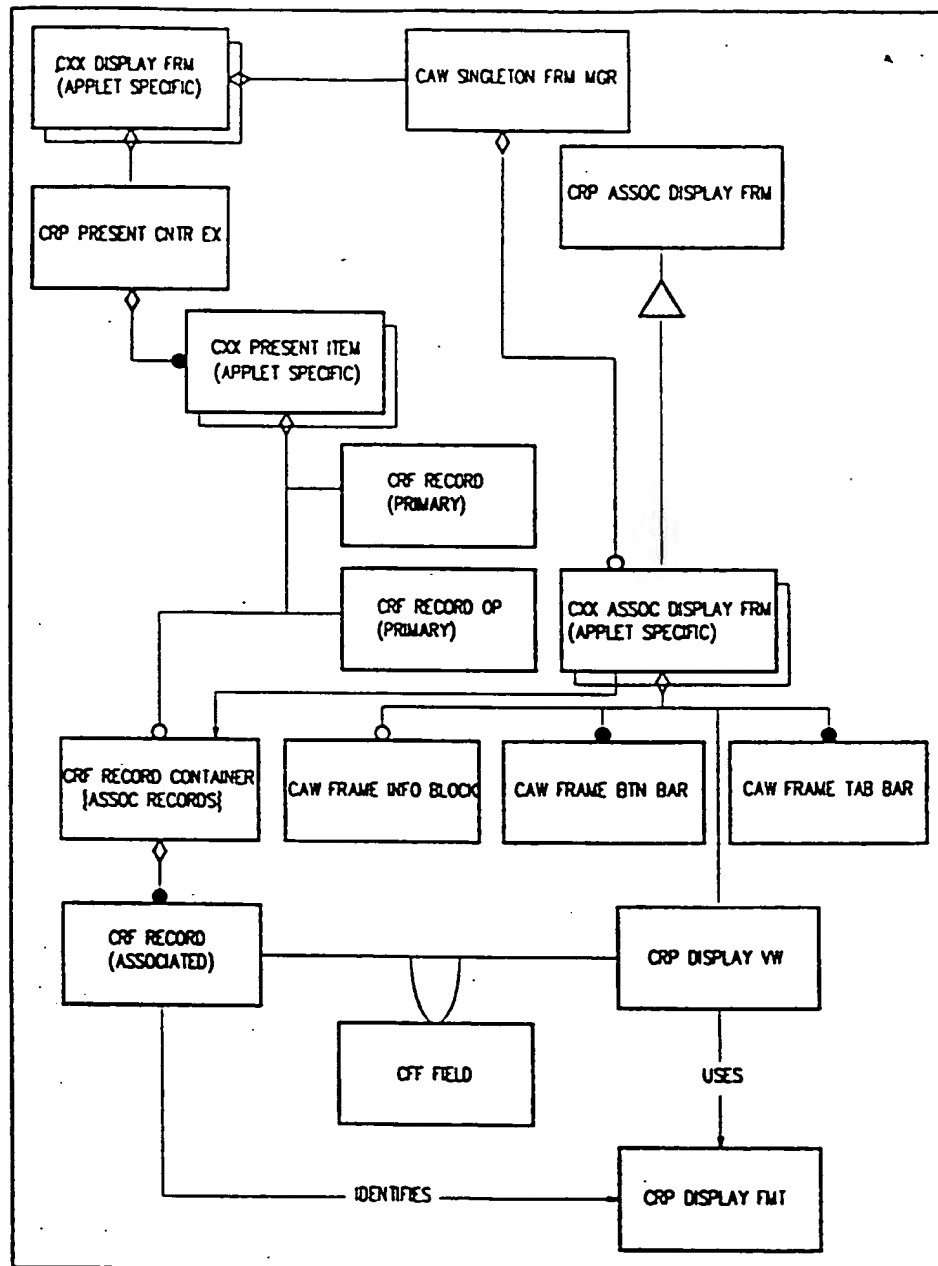 CXX DISPLAY FRM
(APPLET SPECIFIC)
CAW SINGLETON FRM MGR
CRP ASSOC DISPLAY FRM
CRP PRESENT CNTR EX
CXX PRESENT ITEM
(APPLET SPECIFIC)
CRF RECORD
(PRIMARY)
CRF RECORD OP
(PRIMARY)
CXX ASSOC DISPLAY FRM
(APPLET SPECIFIC)
CRF RECORD CONTAINER
{ASSOC RECORDS}
CAW FRAME INFO BLOCK
CAW FRAME BTN BAR
CAW FRAME TAB BAR
CRF RECORD
(ASSOCIATED)
CRP DISPLAY VW
CFF FIELD
USES
IDENTIFIES
CRP DISPLAY FMT